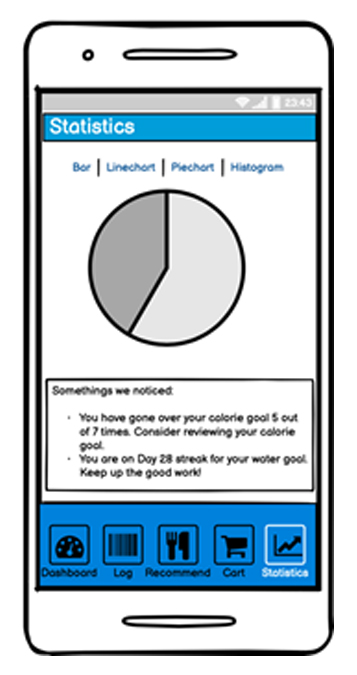 23:43
Statistics
Bar | Linechart | Piechart | Histogram
Somethings we noticed:
· You have gone over your calorie goal 5 out
of 7 times. Consider reviewing your calorie
goal.
· You are on Day 28 streak for your water goal.
Keep up the good work!
Dashboard Log Recommend Cart Statistics